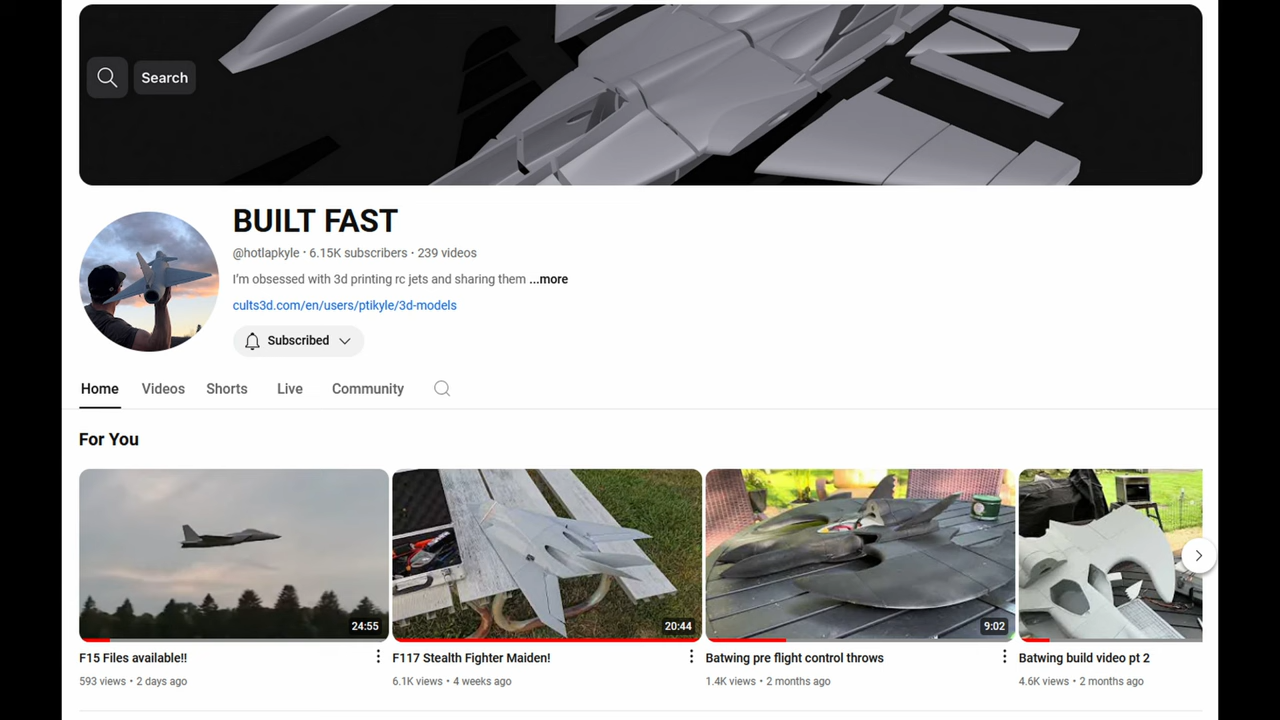 Search
BUILT FAST
@hotlapkyle • 6.15K subscribers • 239 videos
I'm obsessed with 3d printing rc jets and sharing them ...more
cults3d.com/en/users/ptikyle/3d-models
Subscribed
Home Videos Shorts Live Community
For You
24:55 20:44 9:02
F15 Files available!! F117 Stealth Fighter Maiden! Batwing pre flight control throws Batwing build video pt 2
593 views • 2 days ago 6.1K views • 4 weeks ago 1.4K views • 2 months ago 4.6K views • 2 months ago